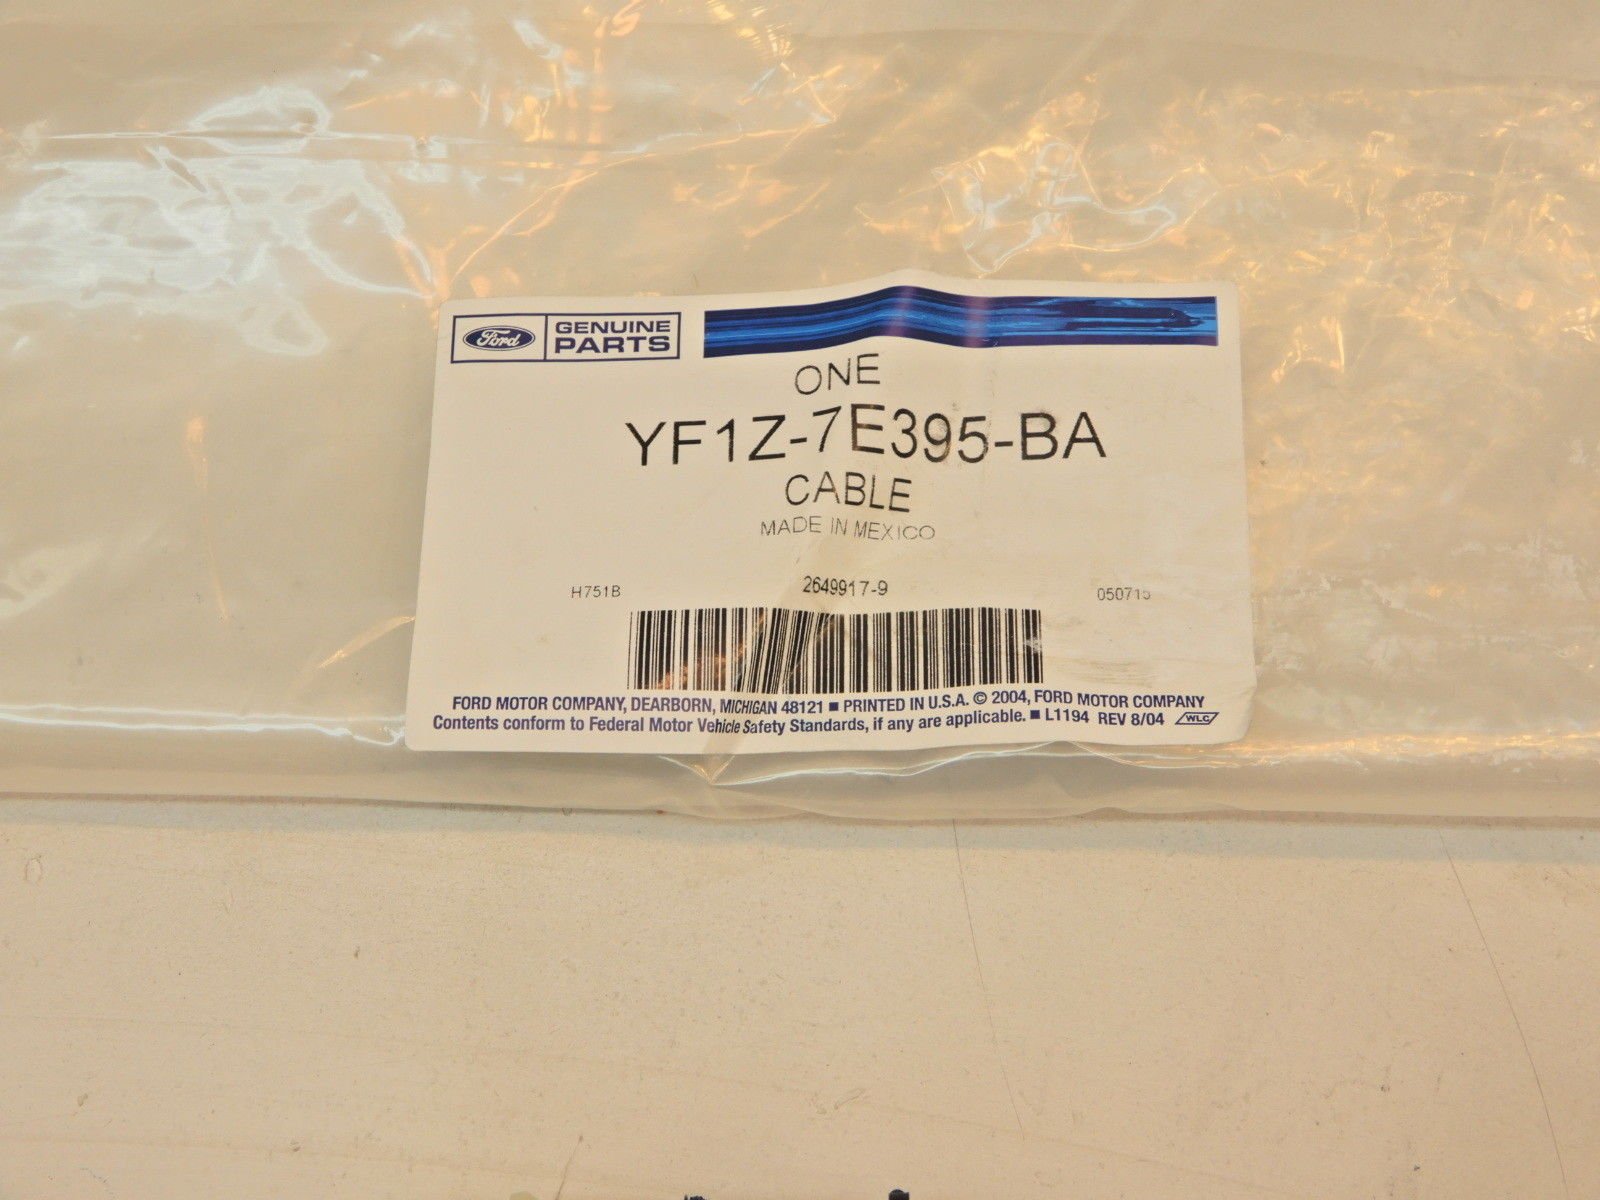 Ford GENUINE PARTS
ONE
YF1Z-7E395-BA
CABLE
MADE IN MEXICO
H751B 2649917-9 050715
FORD MOTOR COMPANY, DEARBORN, MICHIGAN 48121 ■ PRINTED IN U.S.A. © 2004, FORD MOTOR COMPANY
Contents conform to Federal Motor Vehicle Safety Standards, if any are applicable. ■ L1194 REV 8/04 WLC